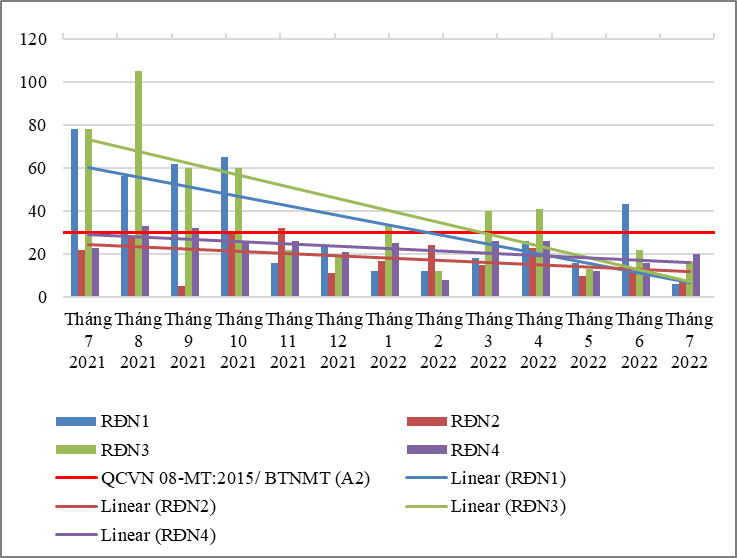 120
100
80
60
40
20
0
Tháng Tháng Tháng Tháng Tháng Tháng Tháng Tháng Tháng Tháng Tháng Tháng Tháng
7 8 9 10 11 12 1 2 3 4 5 6 7
2021 2021 2021 2021 2021 2021 2022 2022 2022 2022 2022 2022 2022
RĐN1 RĐN2
RĐN3 RĐN4
QCVN 08-MT:2015/ BTNMT (A2) Linear (RĐN1)
Linear (RĐN2) Linear (RĐN3)
Linear (RĐN4)